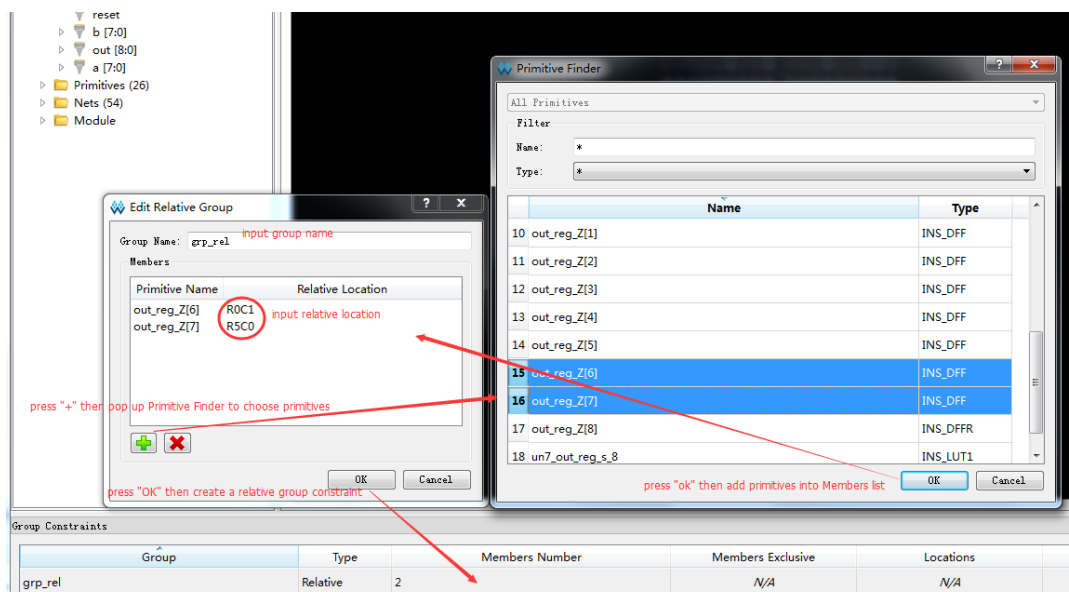 reset
b [7:0]
out [8:0]
a [7:0]
Primitives (26)
Nets (54)
Module
Primitive Finder
All Primitives
Filter
Name: *
Type: *
Name Type
10 out_reg_Z[1] INS_DFF
11 out_reg_Z[2] INS_DFF
12 out_reg_Z[3] INS_DFF
13 out_reg_Z[4] INS_DFF
14 out_reg_Z[5] INS_DFF
15 out_reg_Z[6] INS_DFF
16 out_reg_Z[7] INS_DFF
17 out_reg_Z[8] INS_DFFR
18 un7_out_reg_s_8 INS_LUT1
press "ok" then add primitives into Members list
OK Cancel
Edit Relative Group
Group Name: grp_rel
input group name
Members
Primitive Name Relative Location
out_reg_Z[6] R0C1
out_reg_Z[7] R5C0
input relative location
press "+" then pop up Primitive Finder to choose primitives
OK Cancel
press "OK" then create a relative group constraint
Group Constraints
Group Type Members Number Members Exclusive Locations
grp_rel Relative 2 N/A N/A